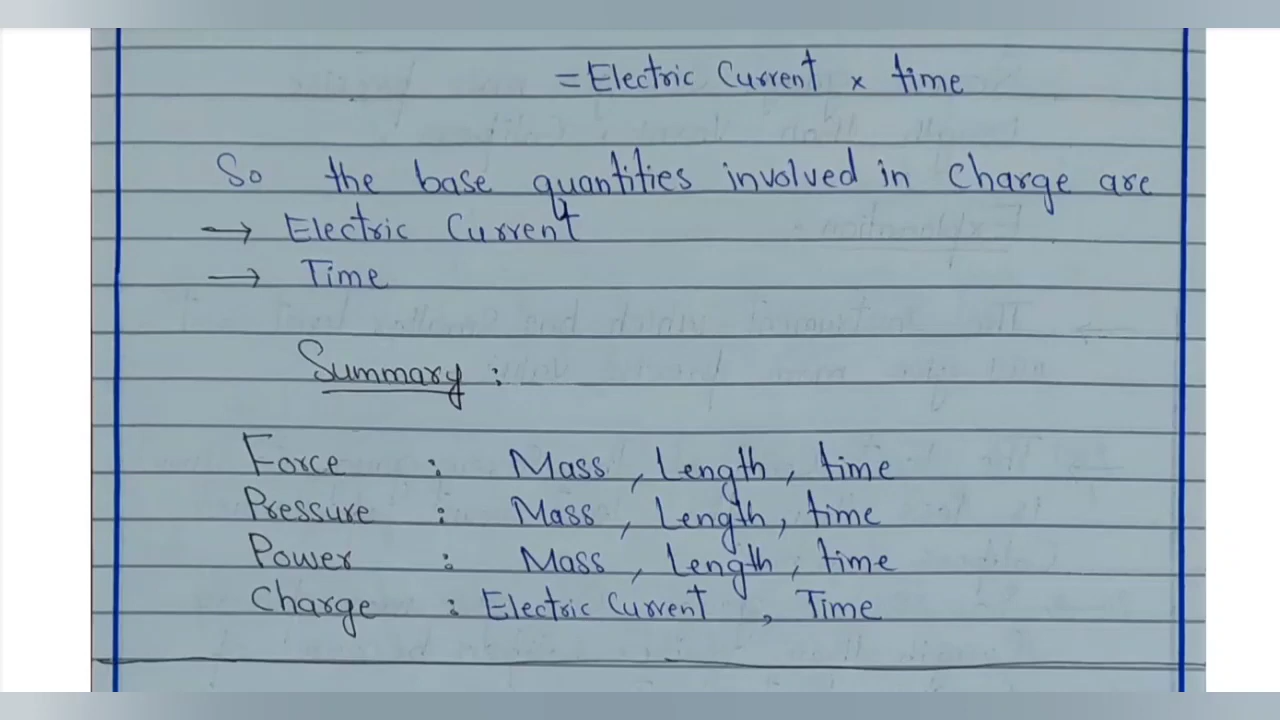 = Electric Current × time
So the base quantities involved in charge are
→ Electric Current
→ Time
Summary :
Force : Mass, Length, time
Pressure : Mass, Length, time
Power : Mass, Length, time
Charge : Electric Current, Time